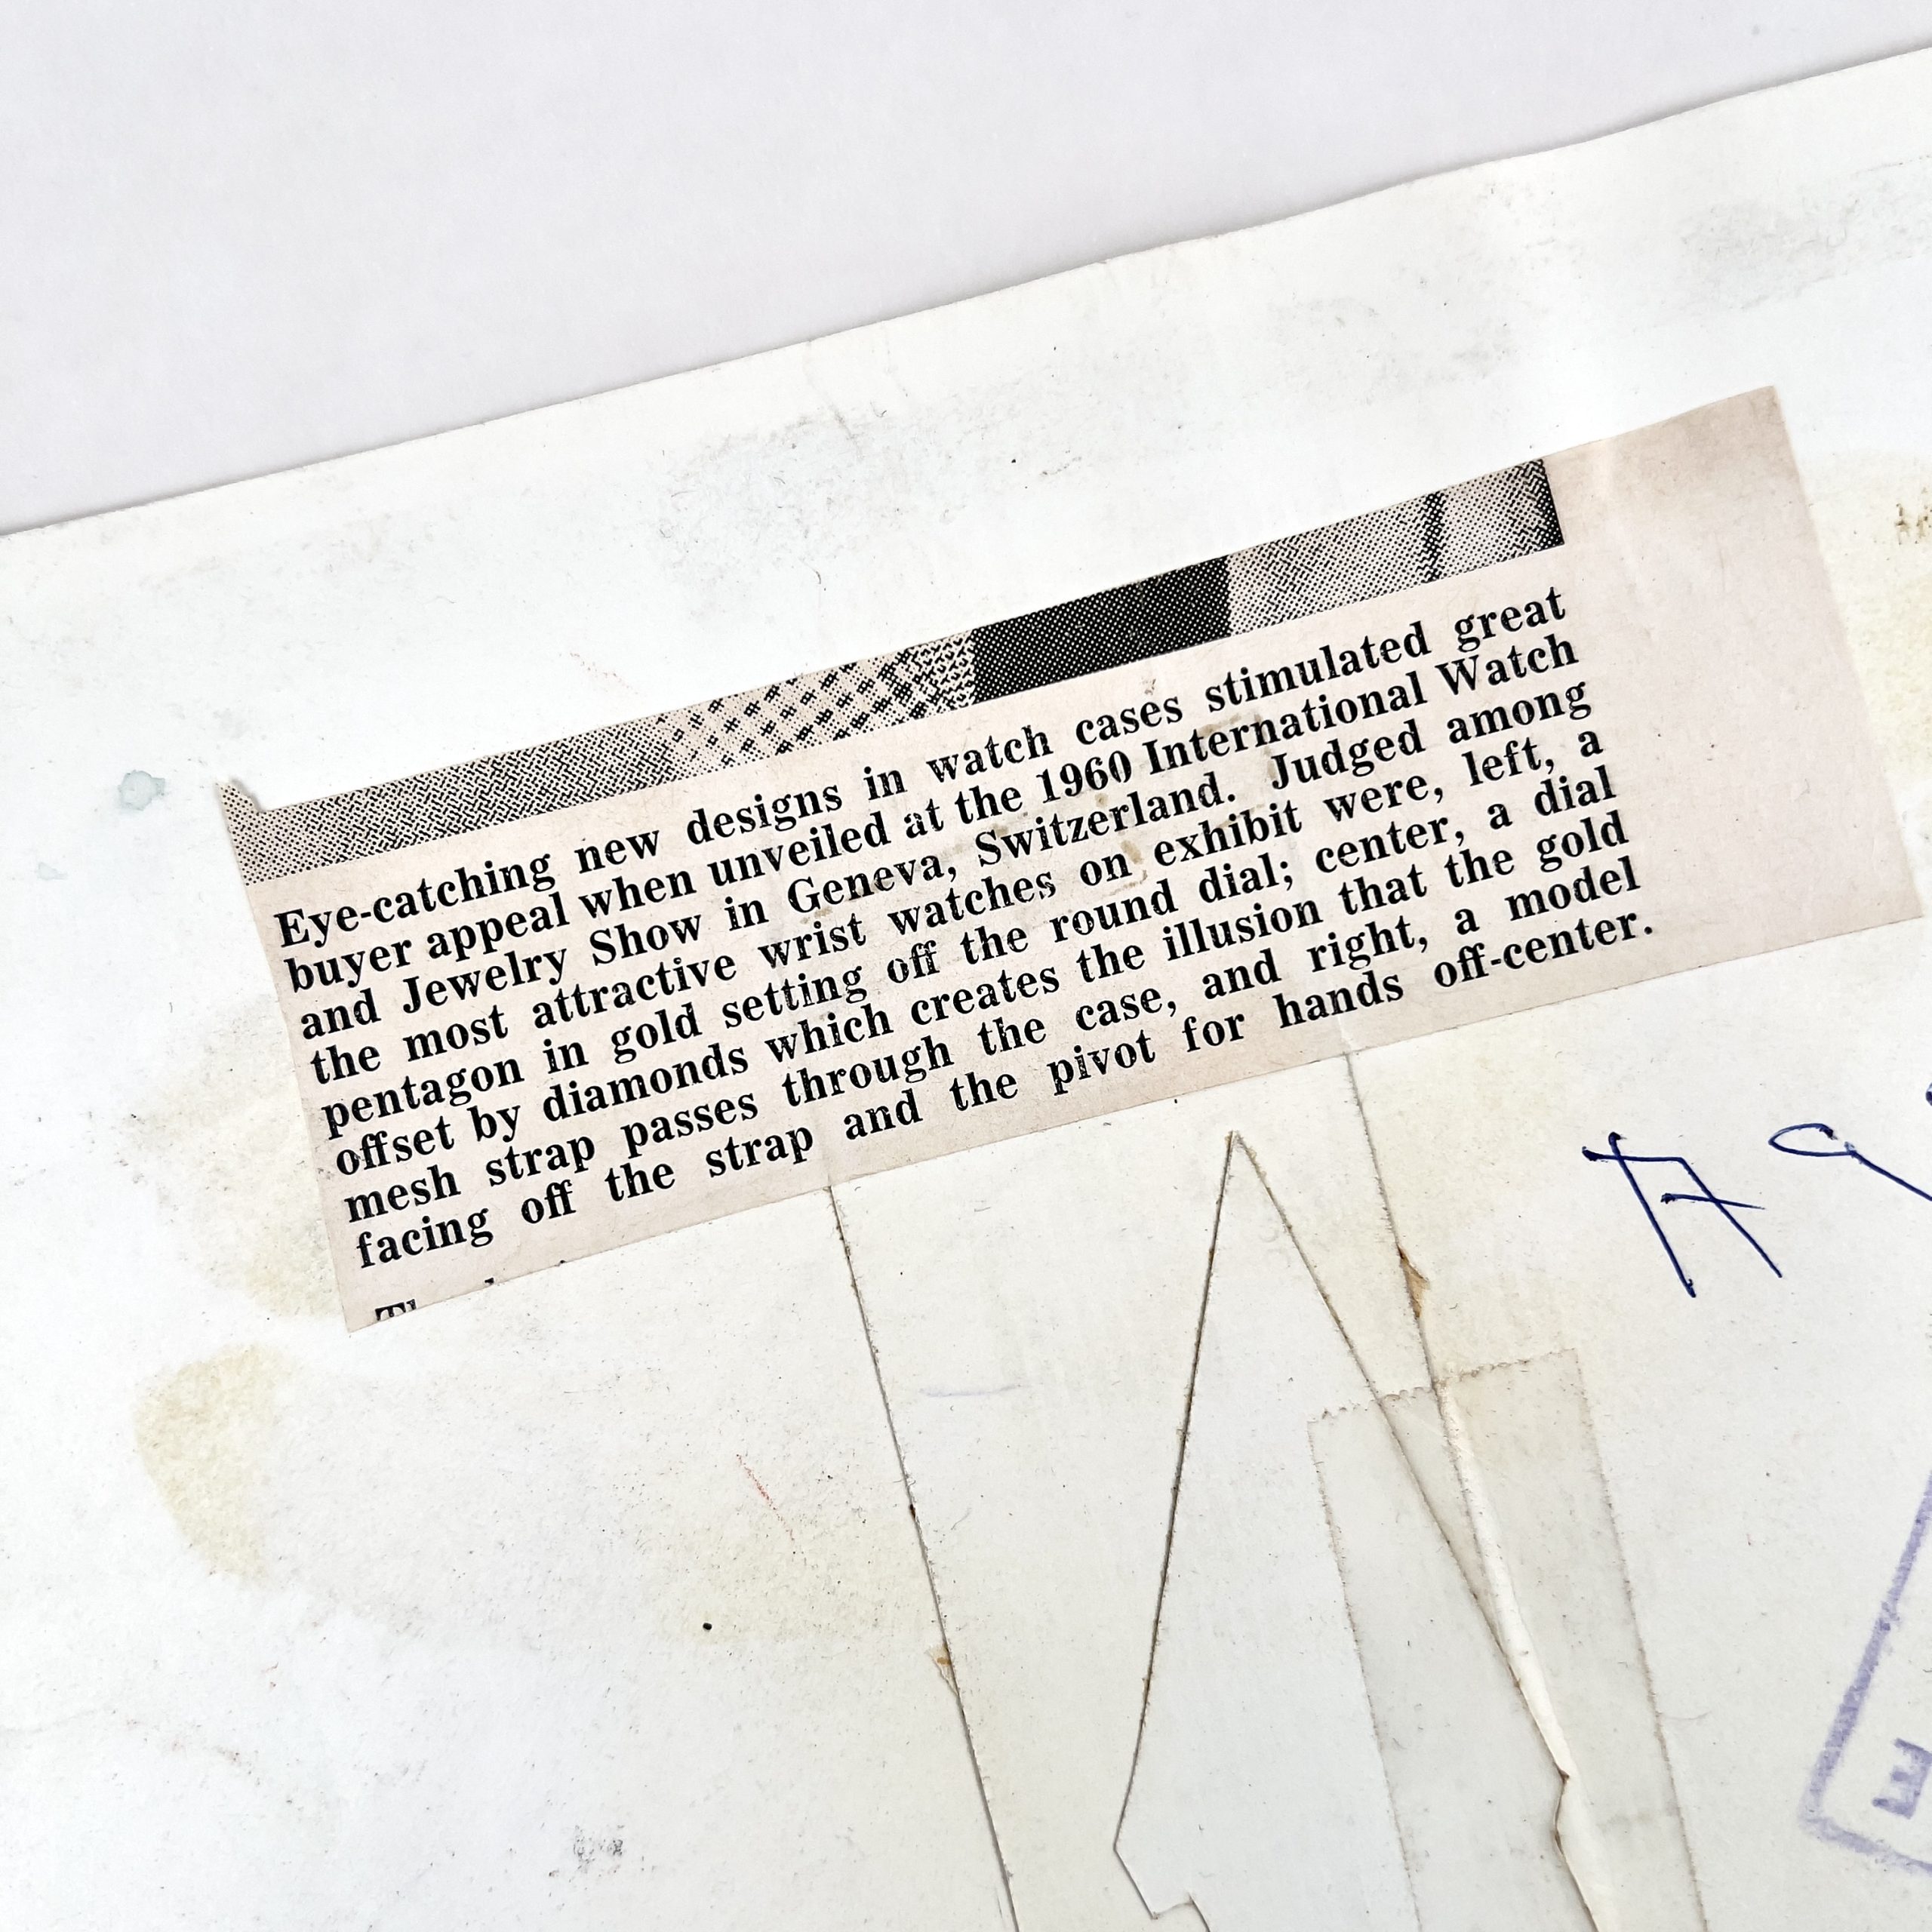 Eye-catching new designs in watch cases stimulated great
buyer appeal when unveiled at the 1960 International Watch
and Jewelry Show in Geneva, Switzerland. Judged among
the most attractive wrist watches on exhibit were, left, a
pentagon in gold setting off the round dial; center, a dial
offset by diamonds which creates the illusion that the gold
mesh strap passes through the case, and right, a model
facing off the strap and the pivot for hands off-center.